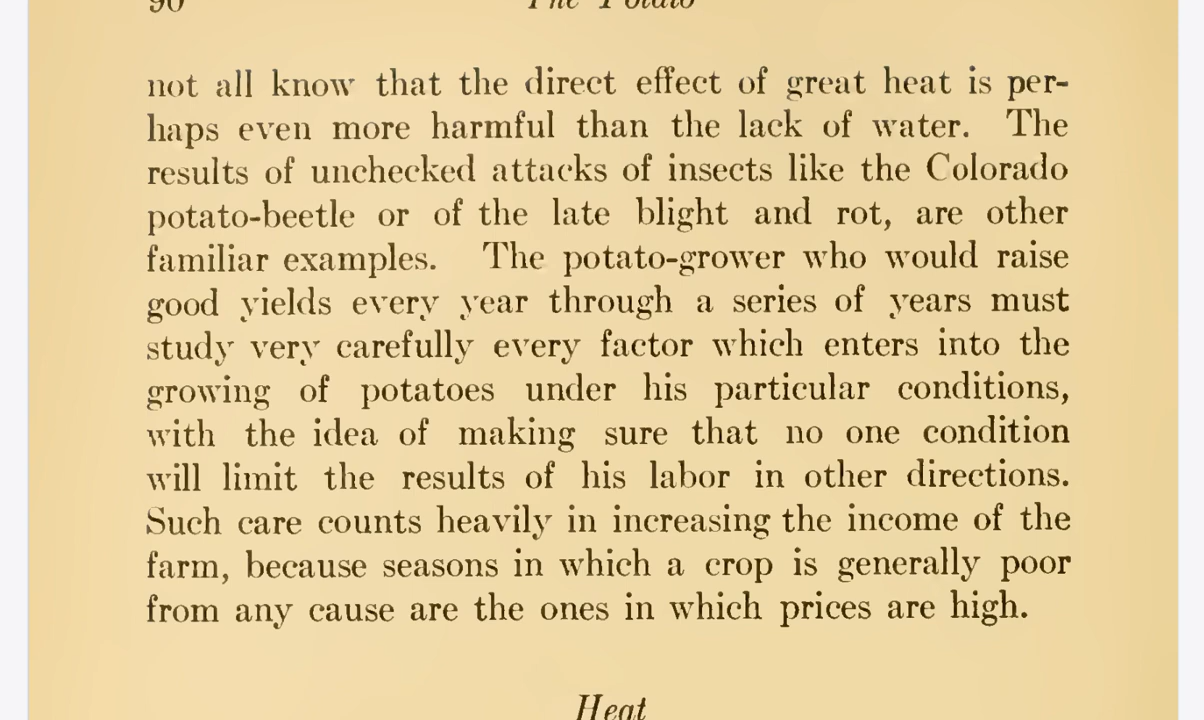 90 The Potato
not all know that the direct effect of great heat is per-
haps even more harmful than the lack of water. The
results of unchecked attacks of insects like the Colorado
potato-beetle or of the late blight and rot, are other
familiar examples. The potato-grower who would raise
good yields every year through a series of years must
study very carefully every factor which enters into the
growing of potatoes under his particular conditions,
with the idea of making sure that no one condition
will limit the results of his labor in other directions.
Such care counts heavily in increasing the income of the
farm, because seasons in which a crop is generally poor
from any cause are the ones in which prices are high.
Heat